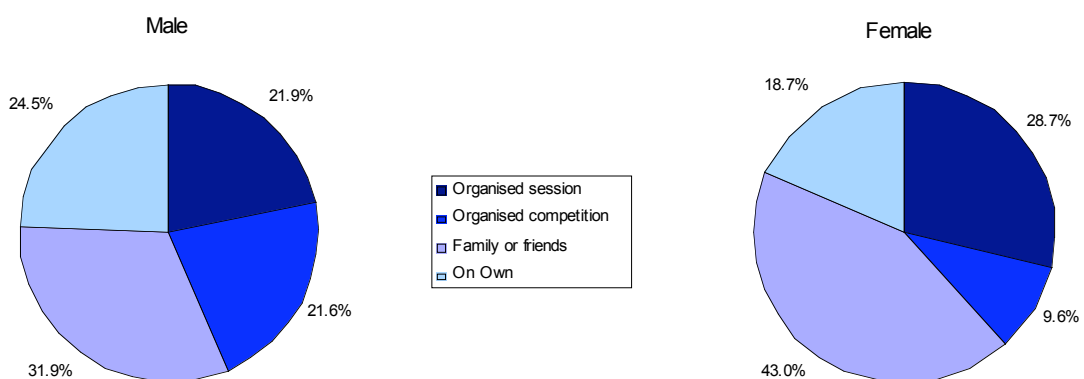 Male
24.5%
21.9%
21.6%
31.9%
Organised session
Organised competition
Family or friends
On Own
Female
18.7%
28.7%
9.6%
43.0%